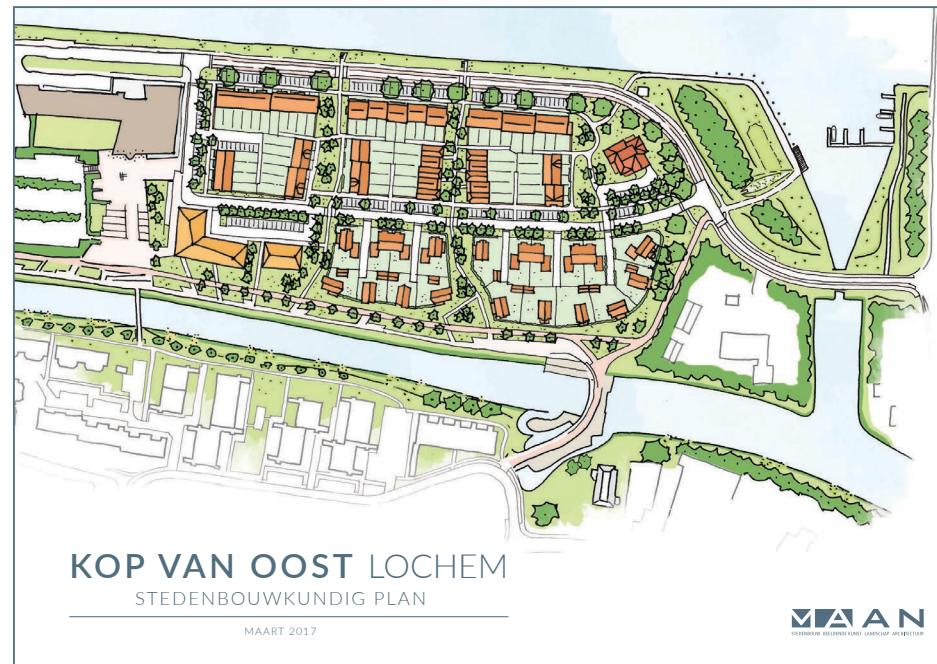 KOP VAN OOST LOCHEM
STEDENBOUWKUNDIG PLAN
MAART 2017
MAAN
STEDENBOUW BEELDENDE KUNST LANDSCHAP ARCHITECTUUR